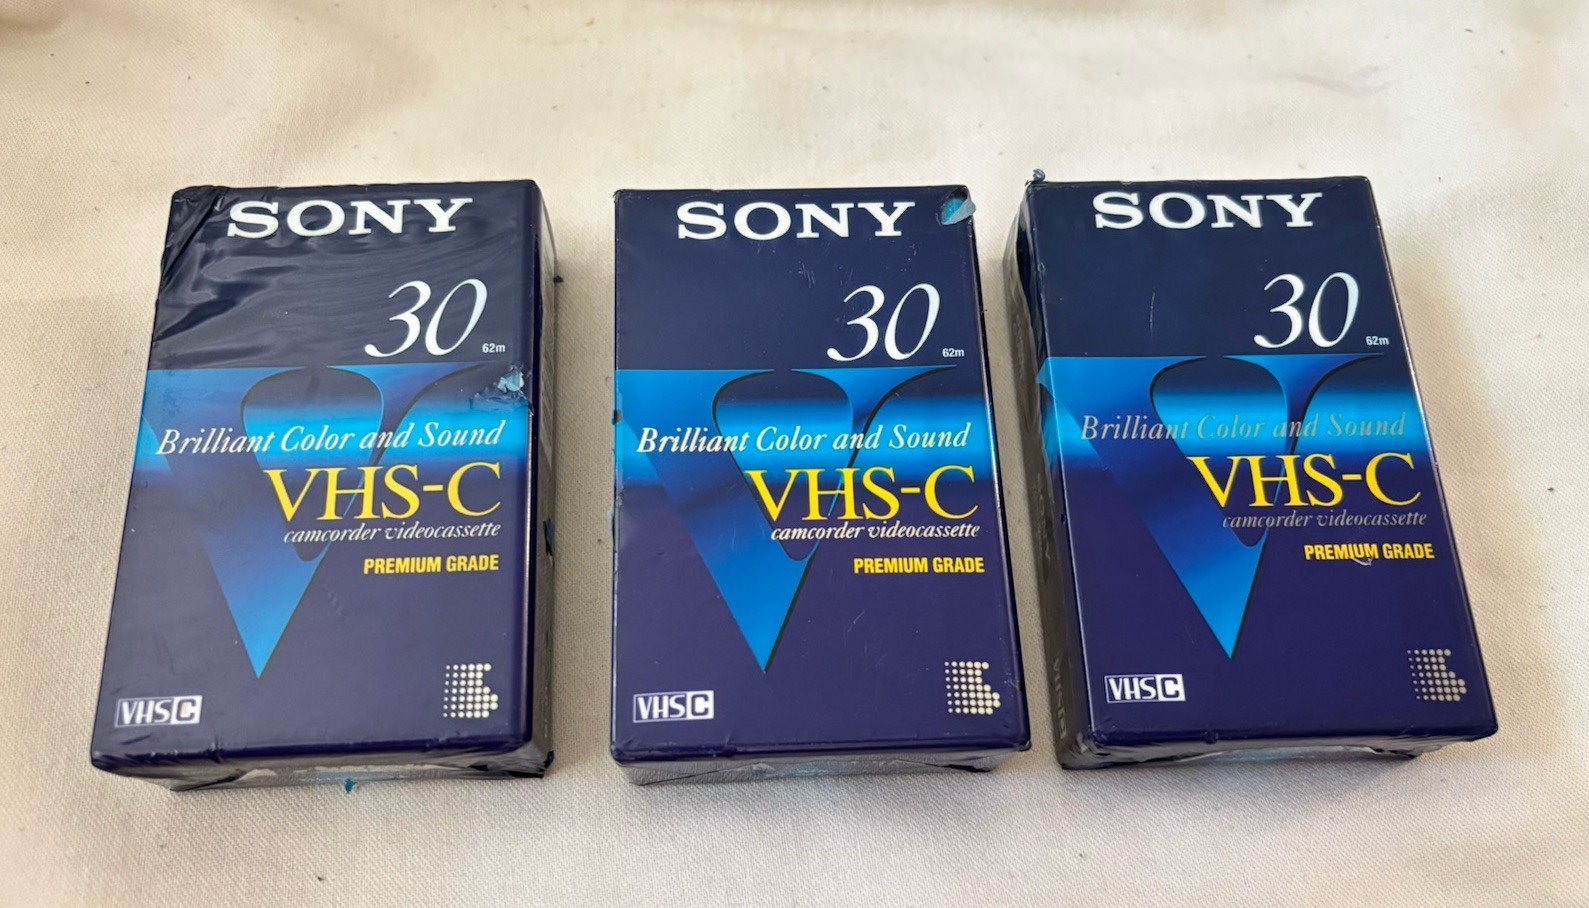 SONY
30
62m
Brilliant Color and Sound
VHS-C
camcorder videocassette
PREMIUM GRADE
VHS C
SONY
30
62m
Brilliant Color and Sound
VHS-C
camcorder videocassette
PREMIUM GRADE
VHS C
SONY
30
62m
Brilliant Color and Sound
VHS-C
camcorder videocassette
PREMIUM GRADE
VHS C